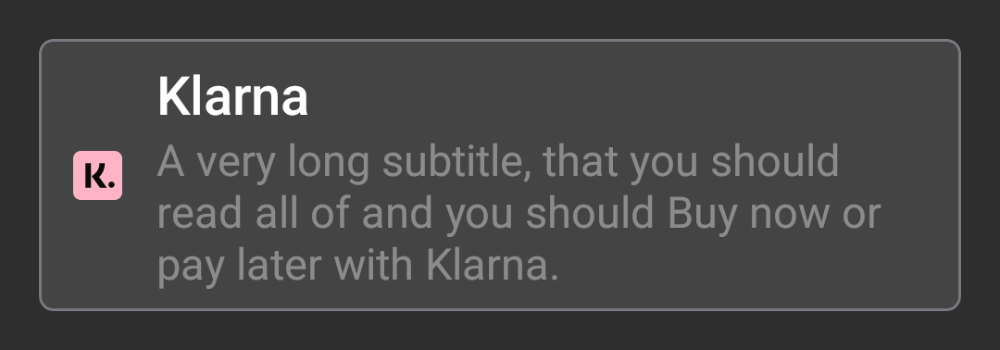 Klarna
K.
A very long subtitle, that you should
read all of and you should Buy now or
pay later with Klarna.